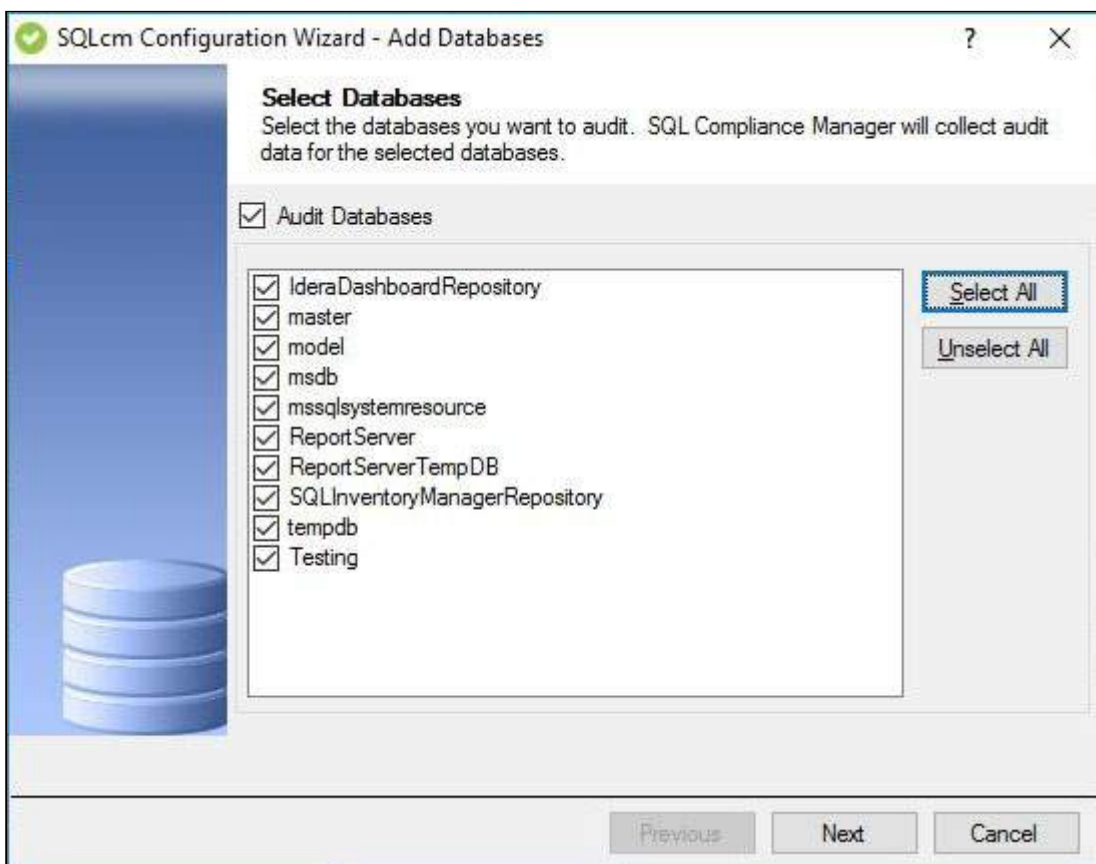 SQLcm Configuration Wizard - Add Databases
?
Select Databases
Select the databases you want to audit. SQL Compliance Manager will collect audit
data for the selected databases.
Audit Databases
IderaDashboardRepository
master
model
msdb
mssqlsystemresource
ReportServer
ReportServerTempDB
SQLInventoryManagerRepository
tempdb
Testing
Select All
Unselect All
Previous
Next
Cancel